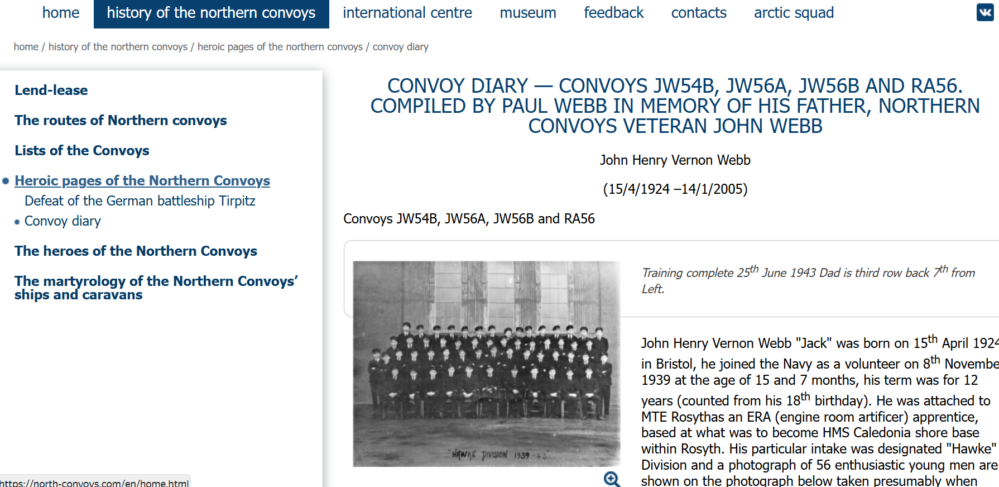 home history of the northern convoys international centre museum feedback contacts arctic squad
home / history of the northern convoys / heroic pages of the northern convoys / convoy diary
Lend-lease
The routes of Northern convoys
Lists of the Convoys
Heroic pages of the Northern Convoys
Defeat of the German battleship Tirpitz
Convoy diary
The heroes of the Northern Convoys
The martyrology of the Northern Convoys’
ships and caravans
CONVOY DIARY — CONVOYS JW54B, JW56A, JW56B AND RA56.
COMPILED BY PAUL WEBB IN MEMORY OF HIS FATHER, NORTHERN
CONVOYS VETERAN JOHN WEBB
John Henry Vernon Webb
(15/4/1924 –14/1/2005)
Convoys JW54B, JW56A, JW56B and RA56
Training complete 25th June 1943 Dad is third row back 7th from
Left.
"HAWKE DIVISION 1939-43"
John Henry Vernon Webb "Jack" was born on 15th April 1924
in Bristol, he joined the Navy as a volunteer on 8th Novembe
1939 at the age of 15 and 7 months, his term was for 12
years (counted from his 18th birthday). He was attached to
MTE Rosythas an ERA (engine room artificer) apprentice,
based at what was to become HMS Caledonia shore base
within Rosyth. His particular intake was designated "Hawke"
Division and a photograph of 56 enthusiastic young men are
shown on the photograph below taken presumably when
https://north-convoys.com/en/home.html